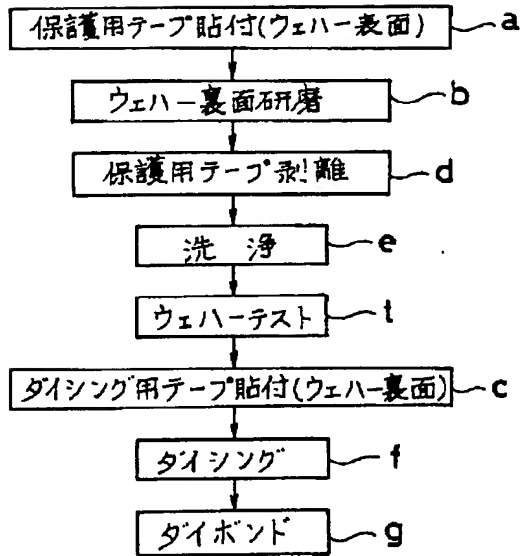 保護用テープ貼付(ウェハー表面) a
ウェハー裏面研磨 b
保護用テープ剥離 d
洗 浄 e
ウェハーテスト t
ダイシング用テープ貼付(ウェハー裏面) c
ダイシング f
ダイボンド g